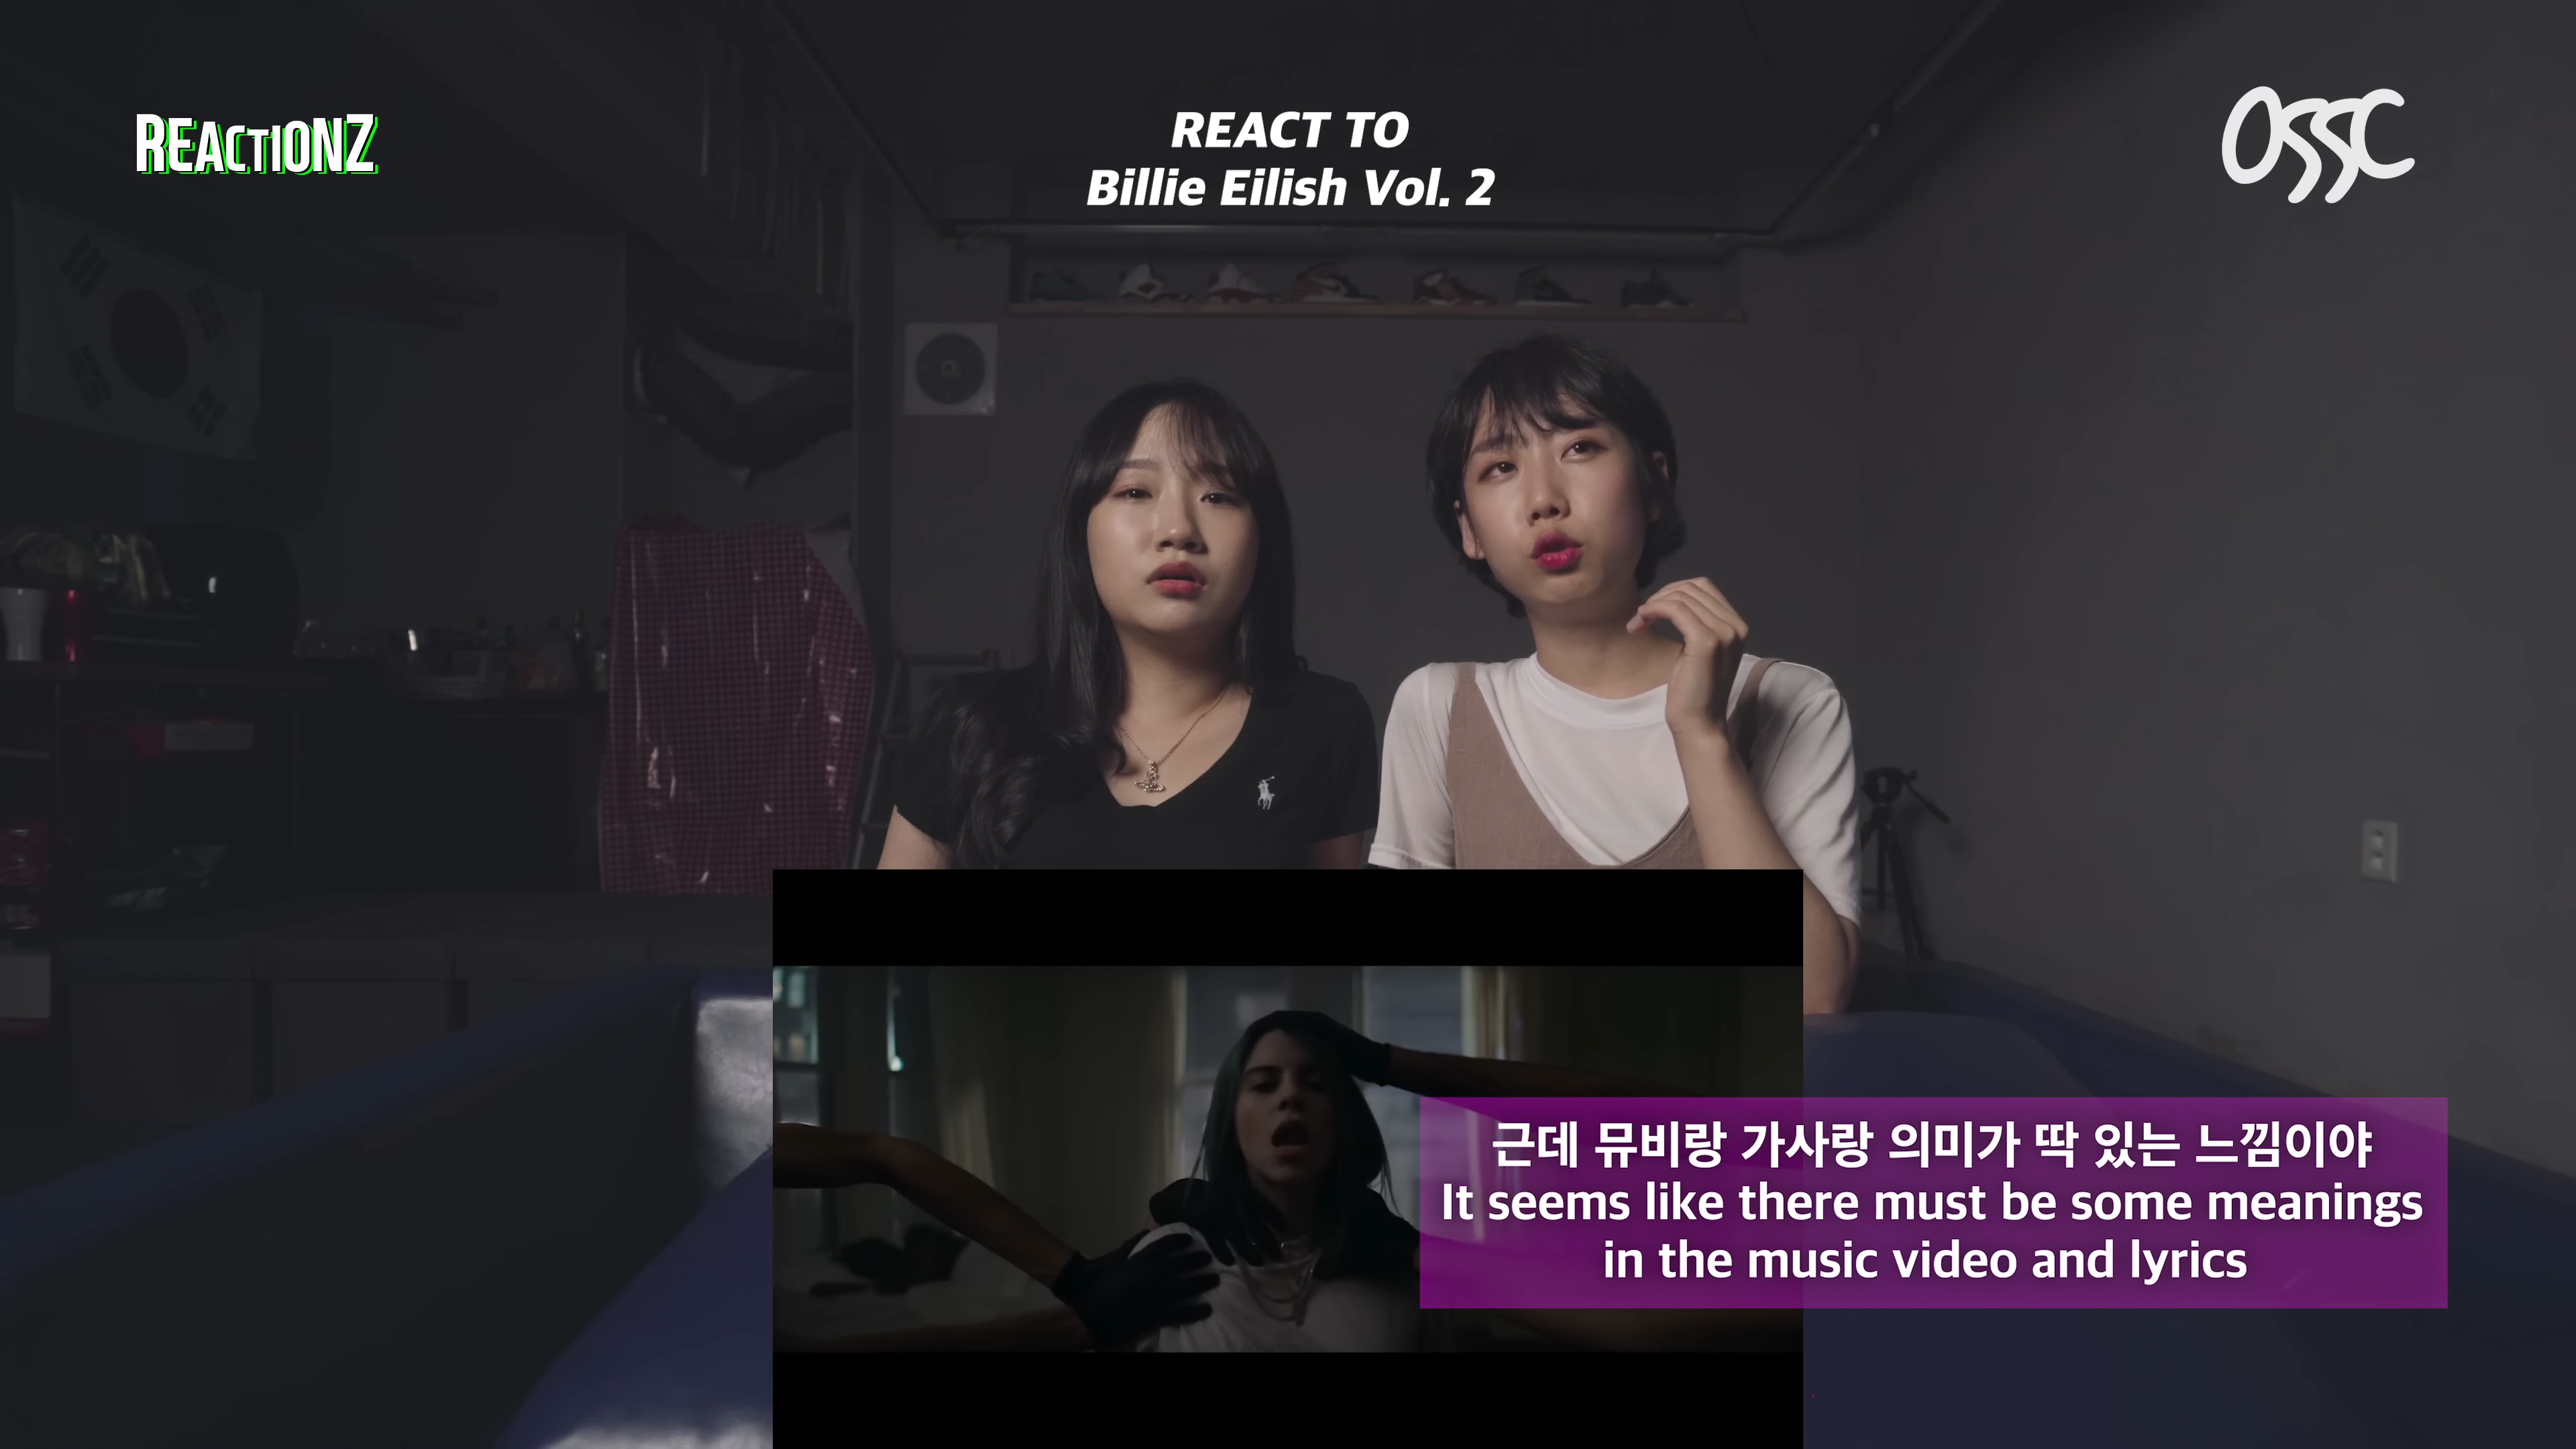 REACTIONZ
REACT TO
Billie Eilish Vol. 2
OSSC
근데 뮤비랑 가사랑 의미가 딱 있는 느낌이야
It seems like there must be some meanings
in the music video and lyrics